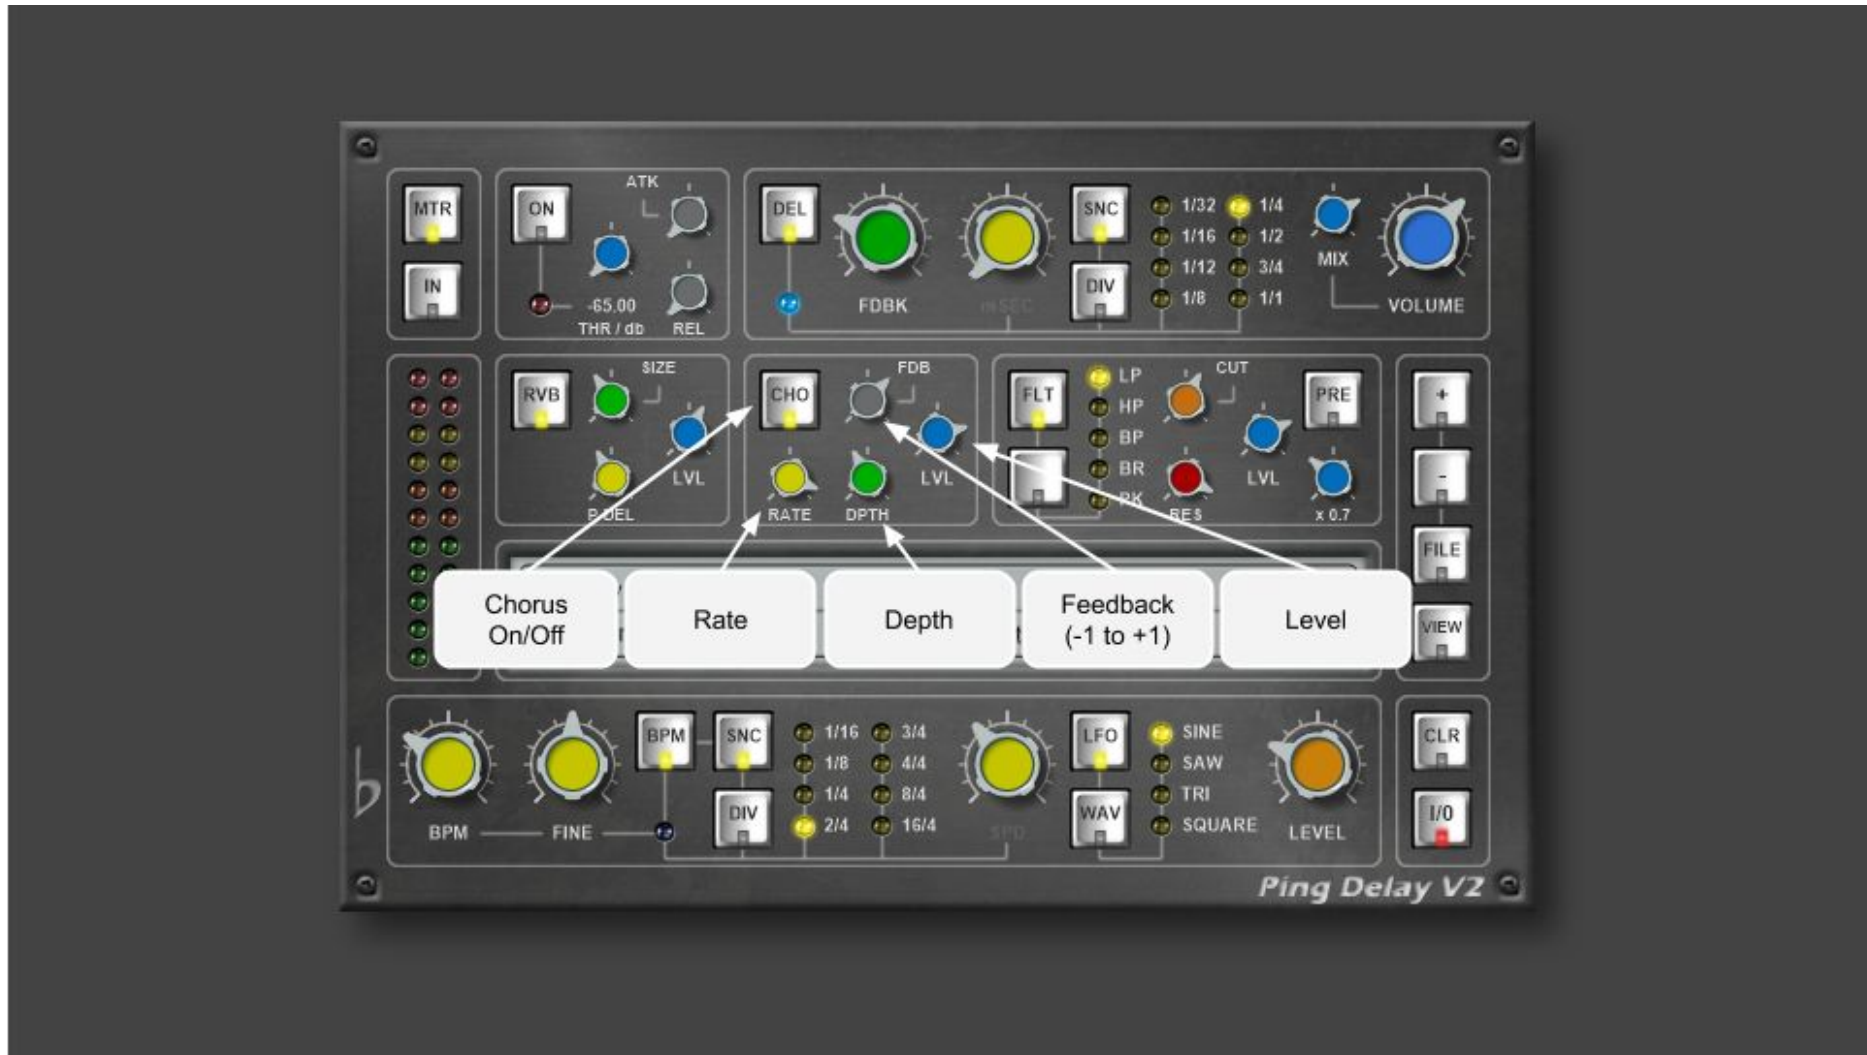 ATK
MTR
ON
DEL
SNC
1/32
1/4
1/16
1/2
MIX
IN
DIV
1/12
3/4
-65.00
1/8
1/1
FDBK
mSEC
VOLUME
THR / db
REL
SIZE
FDB
CUT
RVB
CHO
FLT
LP
PRE
+
HP
BP
BR
LVL
LVL
LVL
-
P.DEL
RATE
DPTH
PK
RES
x 0.7
FILE
Chorus
On/Off
Rate
Depth
Feedback
(-1 to +1)
Level
VIEW
BPM
SNC
1/16
3/4
LFO
SINE
CLR
1/8
4/4
SAW
1/4
8/4
TRI
DIV
2/4
16/4
WAV
SQUARE
I/0
BPM
FINE
SPD
LEVEL
Ping Delay V2